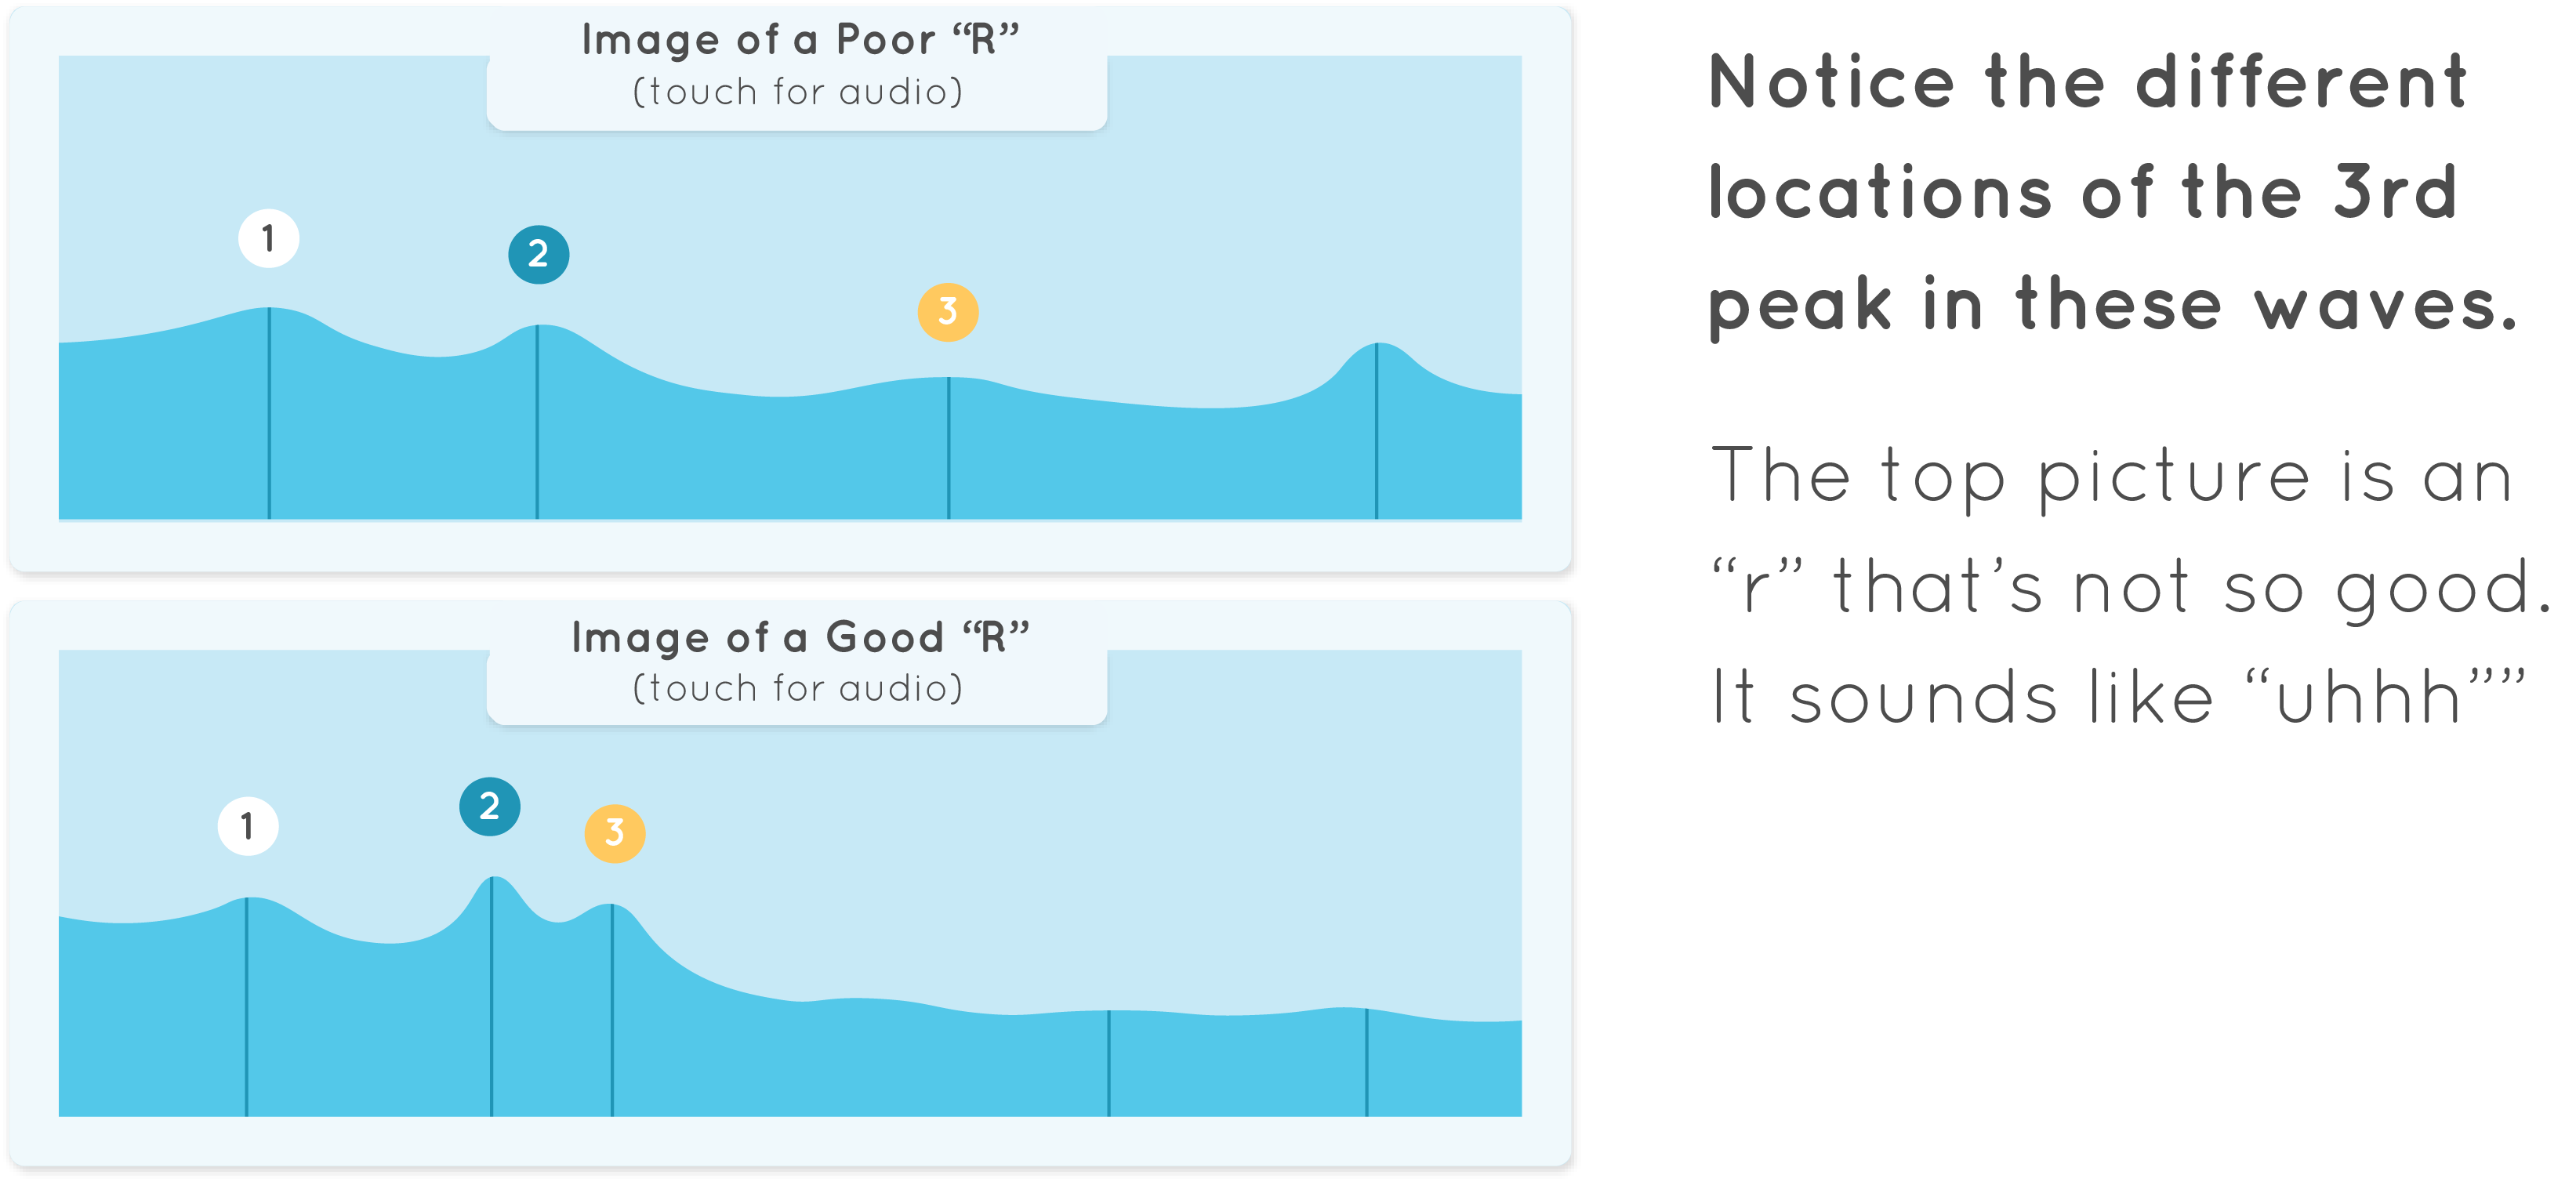 Image of a Poor “R”
(touch for audio)
1
2
3
Image of a Good “R”
(touch for audio)
1
2
3
Notice the different
locations of the 3rd
peak in these waves.
The top picture is an
“r” that’s not so good.
It sounds like “uhhh””